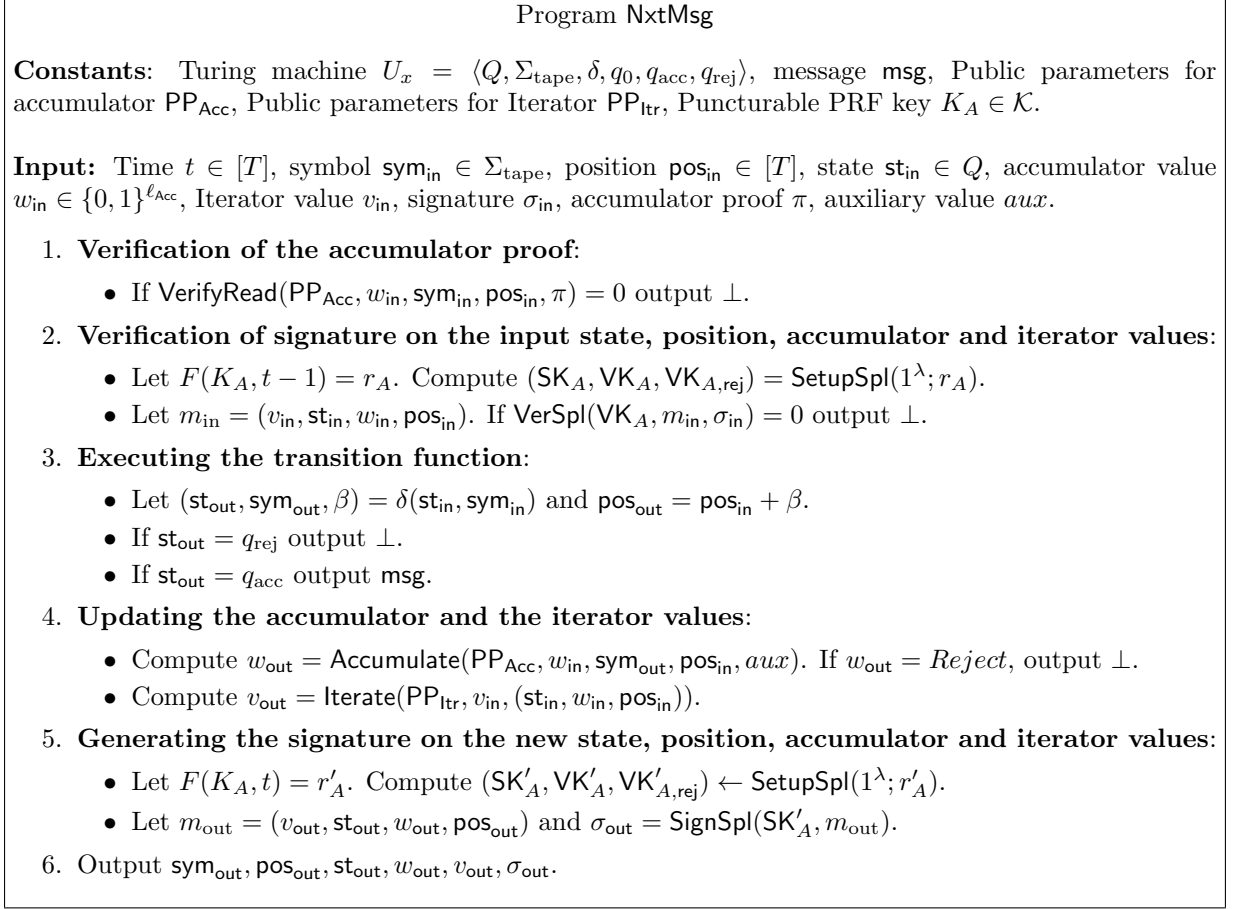 Program NxtMsg
Constants: Turing machine U_x = ⟨Q, Σ_tape, δ, q_0, q_acc, q_rej⟩, message msg, Public parameters for
accumulator PP_Acc, Public parameters for Iterator PP_Itr, Puncturable PRF key K_A ∈ 𝒦.
Input: Time t ∈ [T], symbol sym_in ∈ Σ_tape, position pos_in ∈ [T], state st_in ∈ Q, accumulator value
w_in ∈ {0, 1}^{ℓ_Acc}, Iterator value v_in, signature σ_in, accumulator proof π, auxiliary value aux.
1. Verification of the accumulator proof:
• If VerifyRead(PP_Acc, w_in, sym_in, pos_in, π) = 0 output ⊥.
2. Verification of signature on the input state, position, accumulator and iterator values:
• Let F(K_A, t − 1) = r_A. Compute (SK_A, VK_A, VK_{A,rej}) = SetupSpl(1^λ; r_A).
• Let m_in = (v_in, st_in, w_in, pos_in). If VerSpl(VK_A, m_in, σ_in) = 0 output ⊥.
3. Executing the transition function:
• Let (st_out, sym_out, β) = δ(st_in, sym_in) and pos_out = pos_in + β.
• If st_out = q_rej output ⊥.
• If st_out = q_acc output msg.
4. Updating the accumulator and the iterator values:
• Compute w_out = Accumulate(PP_Acc, w_in, sym_out, pos_in, aux). If w_out = Reject, output ⊥.
• Compute v_out = Iterate(PP_Itr, v_in, (st_in, w_in, pos_in)).
5. Generating the signature on the new state, position, accumulator and iterator values:
• Let F(K_A, t) = r′_A. Compute (SK′_A, VK′_A, VK′_{A,rej}) ← SetupSpl(1^λ; r′_A).
• Let m_out = (v_out, st_out, w_out, pos_out) and σ_out = SignSpl(SK′_A, m_out).
6. Output sym_out, pos_out, st_out, w_out, v_out, σ_out.